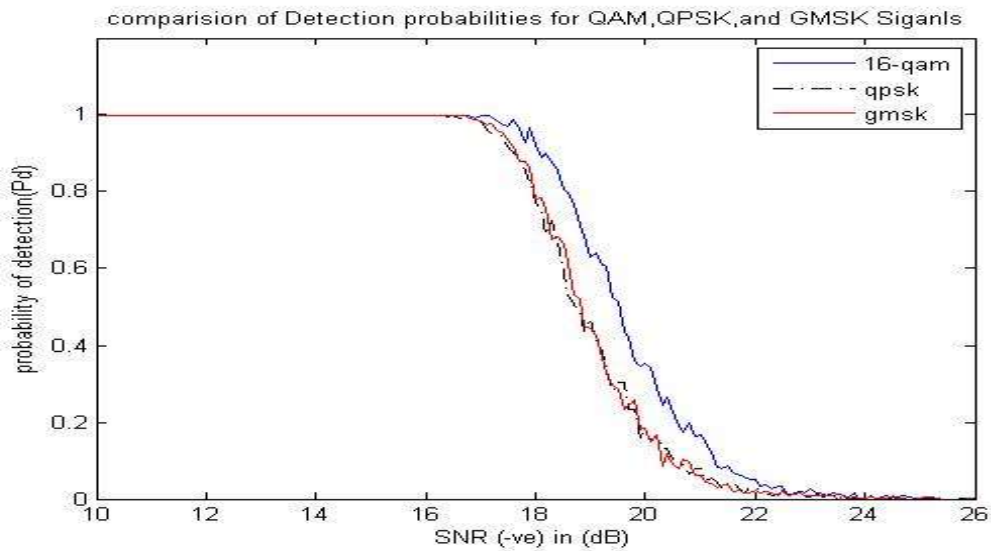 comparision of Detection probabilities for QAM,QPSK,and GMSK Siganls
16-qam
qpsk
gmsk
probability of detection(Pd)
1
0.8
0.6
0.4
0.2
0
10 12 14 16 18 20 22 24 26
SNR (-ve) in (dB)